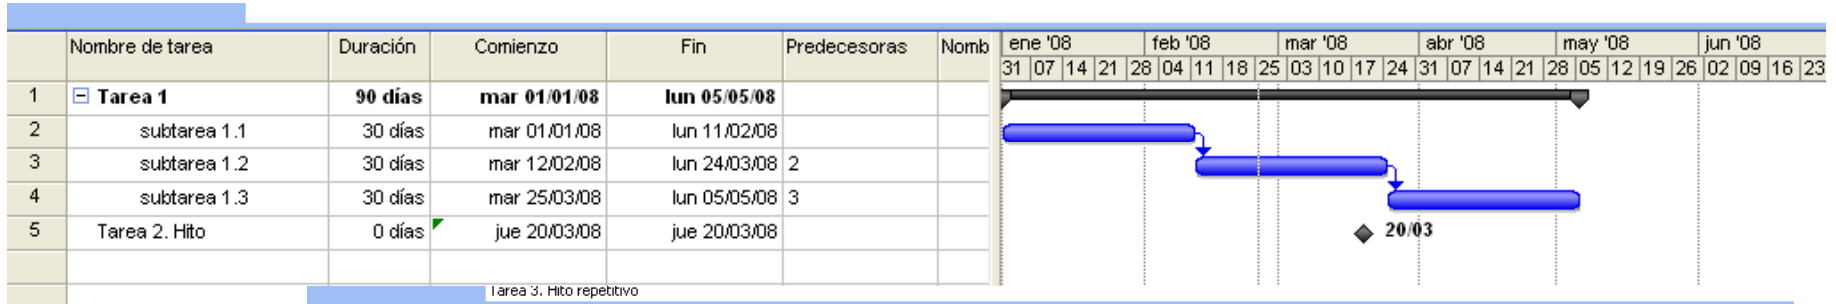 Nombre de tarea Duración Comienzo Fin Predecesoras Nomb ene '08 feb '08 mar '08 abr '08 may '08 jun '08
31 07 14 21 28 04 11 18 25 03 10 17 24 31 07 14 21 28 05 12 19 26 02 09 16 23
1 Tarea 1 90 días mar 01/01/08 lun 05/05/08
2 subtarea 1.1 30 días mar 01/01/08 lun 11/02/08
3 subtarea 1.2 30 días mar 12/02/08 lun 24/03/08 2
4 subtarea 1.3 30 días mar 25/03/08 lun 05/05/08 3
5 Tarea 2. Hito 0 días jue 20/03/08 jue 20/03/08 20/03
Tarea 3. Hito repetitivo